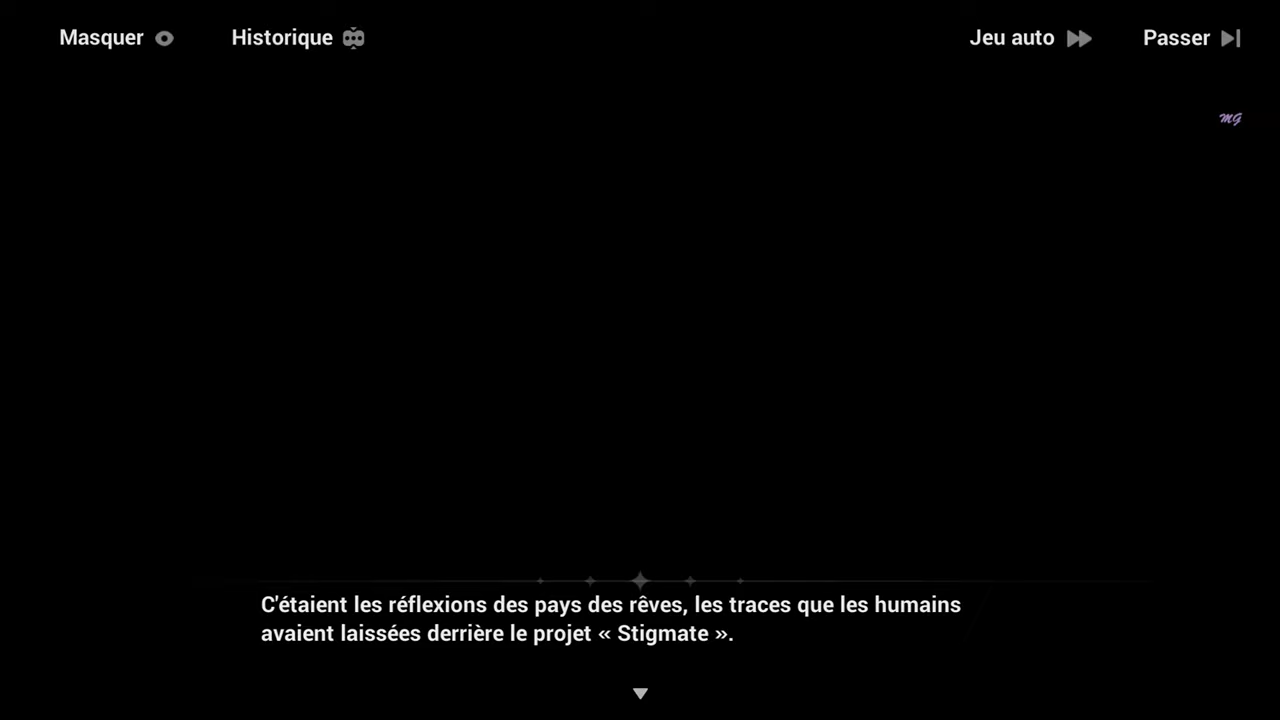 Masquer
Historique
Jeu auto
Passer
MG
C'étaient les réflexions des pays des rêves, les traces que les humains
avaient laissées derrière le projet « Stigmate ».